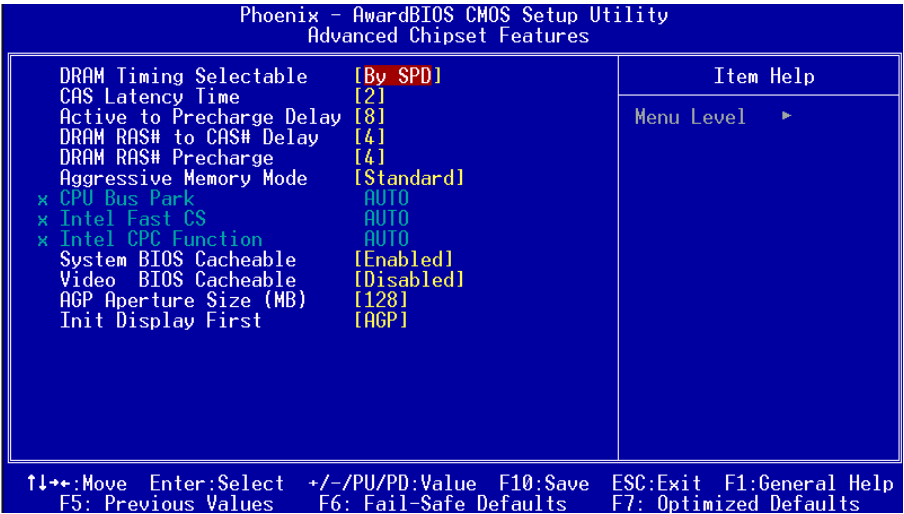 Phoenix - AwardBIOS CMOS Setup Utility
Advanced Chipset Features
DRAM Timing Selectable [By SPD]
CAS Latency Time [2]
Active to Precharge Delay [8]
DRAM RAS# to CAS# Delay [4]
DRAM RAS# Precharge [4]
Aggressive Memory Mode [Standard]
x CPU Bus Park AUTO
x Intel Fast CS AUTO
x Intel CPC Function AUTO
System BIOS Cacheable [Enabled]
Video BIOS Cacheable [Disabled]
AGP Aperture Size (MB) [128]
Init Display First [AGP]
Item Help
Menu Level ►
↑↓→←:Move Enter:Select +/-/PU/PD:Value F10:Save ESC:Exit F1:General Help
F5: Previous Values F6: Fail-Safe Defaults F7: Optimized Defaults